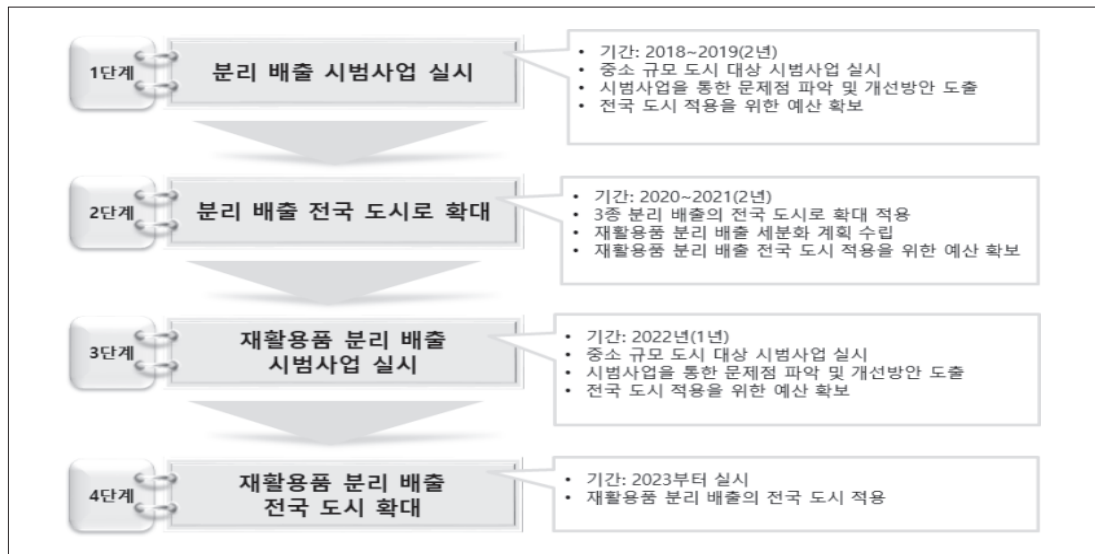 1단계
분리 배출 시범사업 실시
• 기간: 2018~2019(2년)
• 중소 규모 도시 대상 시범사업 실시
• 시범사업을 통한 문제점 파악 및 개선방안 도출
• 전국 도시 적용을 위한 예산 확보
2단계
분리 배출 전국 도시로 확대
• 기간: 2020~2021(2년)
• 3종 분리 배출의 전국 도시로 확대 적용
• 재활용품 분리 배출 세분화 계획 수립
• 재활용품 분리 배출 전국 도시 적용을 위한 예산 확보
3단계
재활용품 분리 배출
시범사업 실시
• 기간: 2022년(1년)
• 중소 규모 도시 대상 시범사업 실시
• 시범사업을 통한 문제점 파악 및 개선방안 도출
• 전국 도시 적용을 위한 예산 확보
4단계
재활용품 분리 배출
전국 도시 확대
• 기간: 2023부터 실시
• 재활용품 분리 배출의 전국 도시 적용